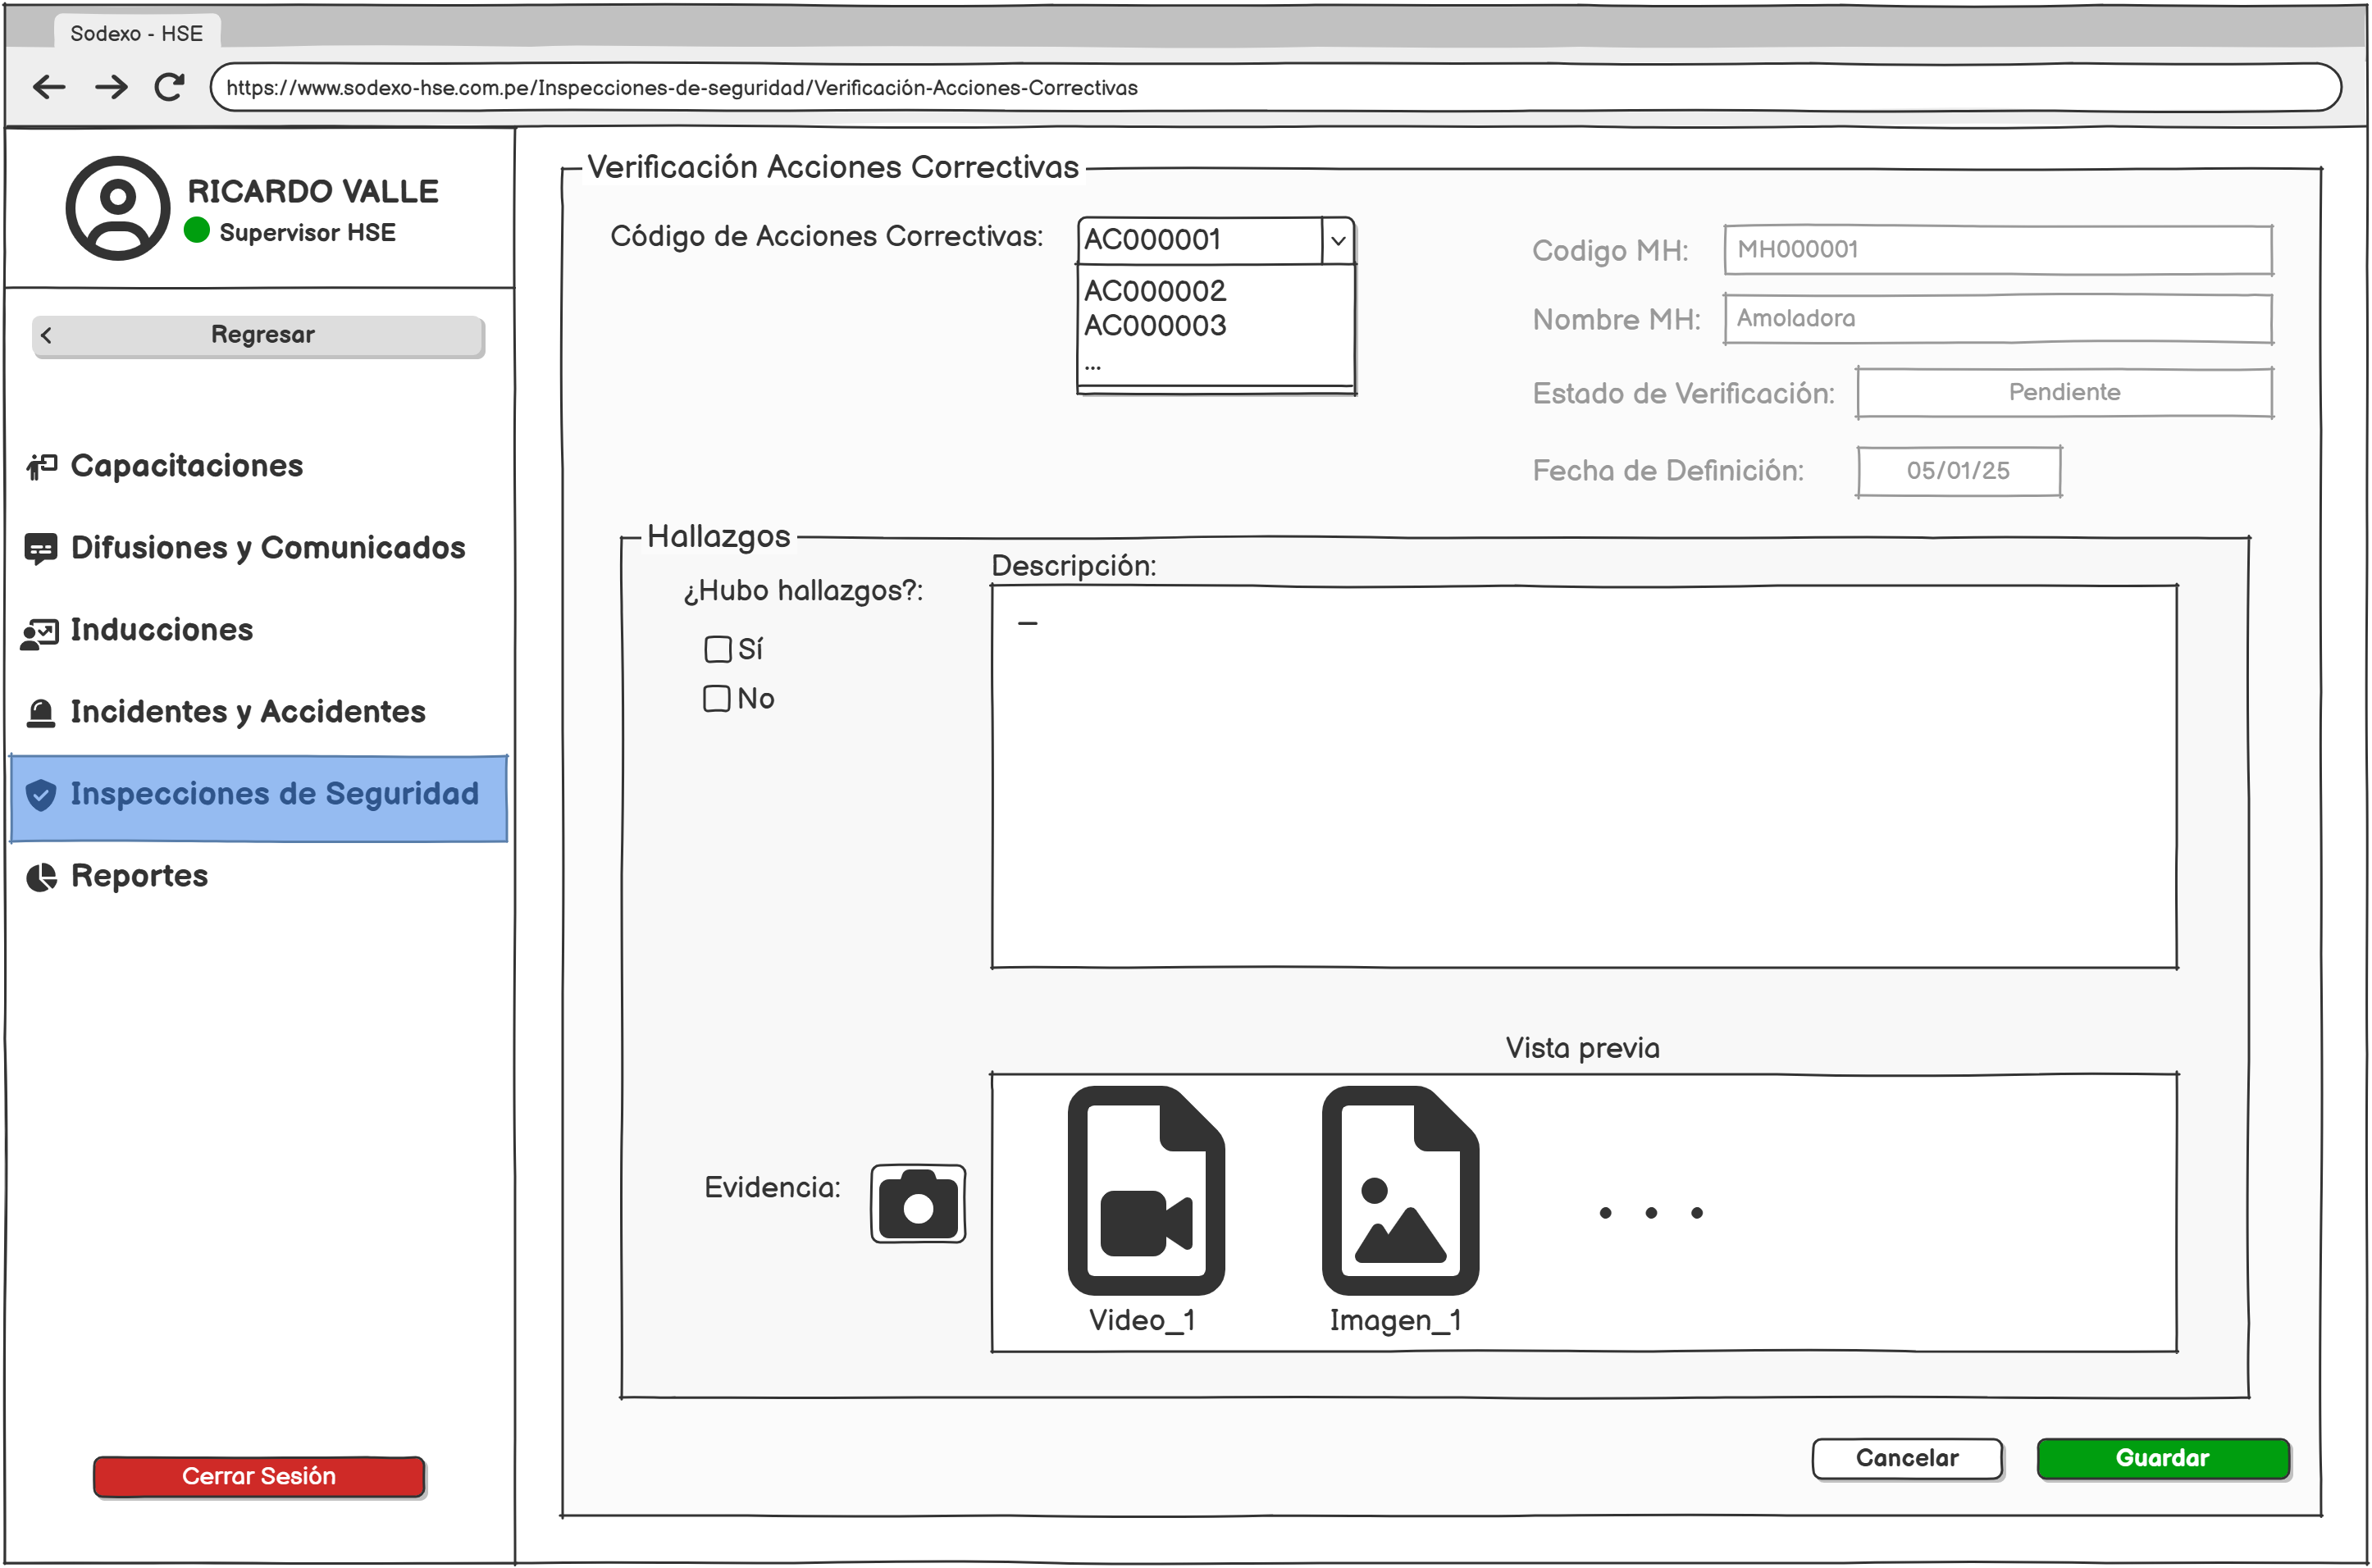 Sodexo - HSE
https://www.sodexo-hse.com.pe/Inspecciones-de-seguridad/Verificación-Acciones-Correctivas
RICARDO VALLE
Supervisor HSE
Regresar
Capacitaciones
Difusiones y Comunicados
Inducciones
Incidentes y Accidentes
Inspecciones de Seguridad
Reportes
Cerrar Sesión
Verificación Acciones Correctivas
Código de Acciones Correctivas:
AC000001
AC000002
AC000003
...
Codigo MH:
MH000001
Nombre MH:
Amoladora
Estado de Verificación:
Pendiente
Fecha de Definición:
05/01/25
Hallazgos
¿Hubo hallazgos?:
Sí
No
Descripción:
_
Vista previa
Evidencia:
Video_1
Imagen_1
. . .
Cancelar
Guardar